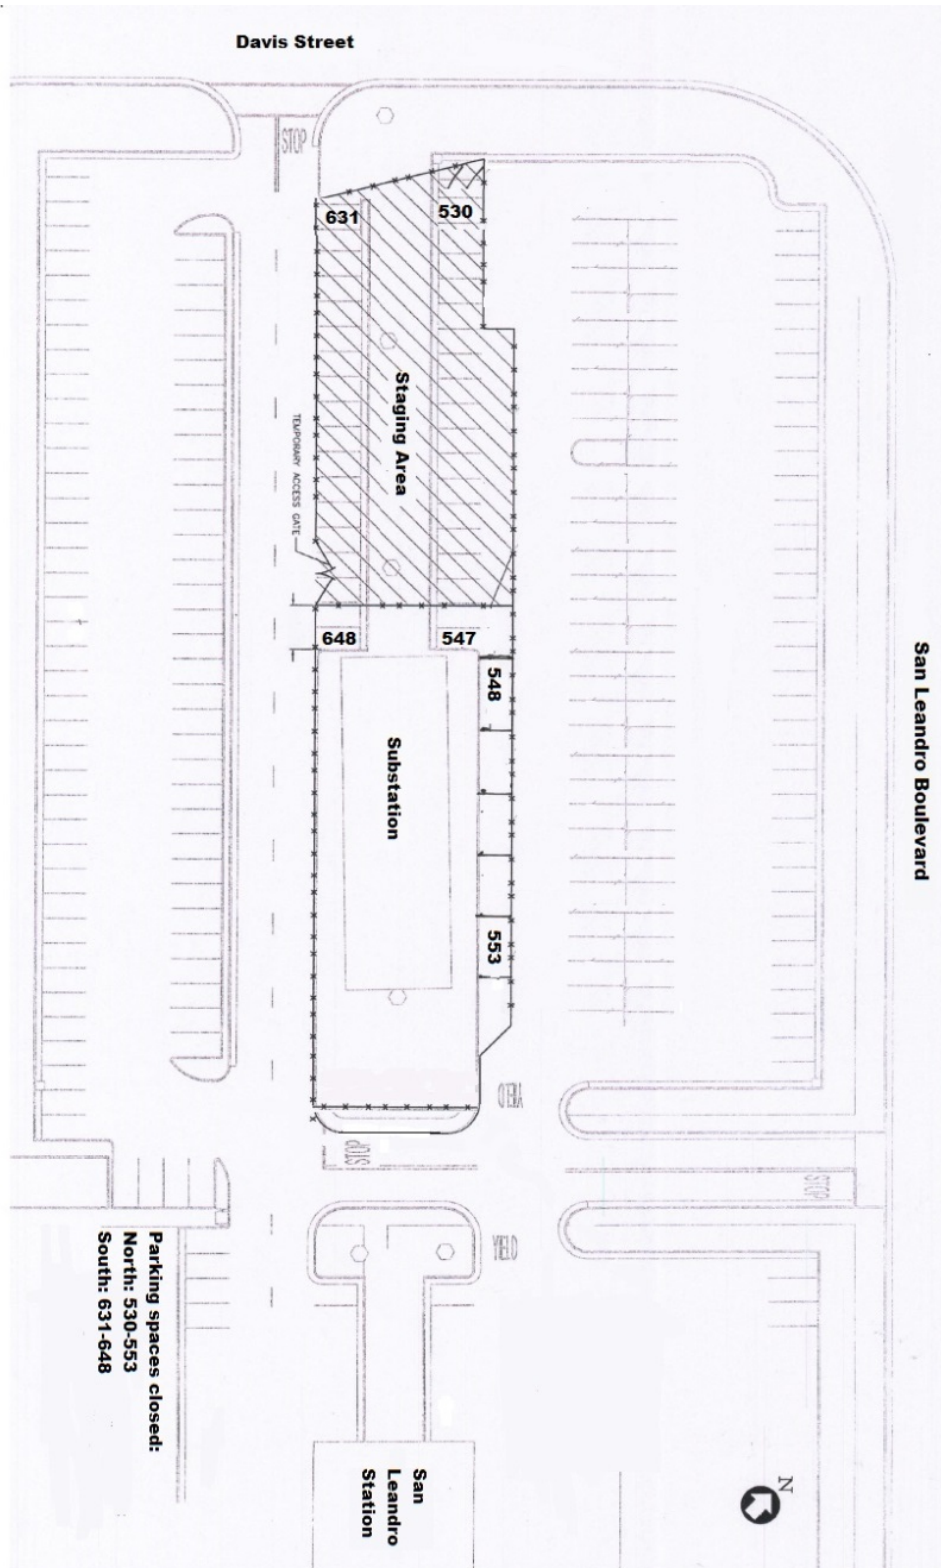 Davis Street
STOP
631
530
Staging Area
TEMPORARY ACCESS GATE
648
547
548
Substation
553
San Leandro Boulevard
YIELD
STOP
STOP
YIELD
Parking spaces closed:
North: 530-553
South: 631-648
San
Leandro
Station
N